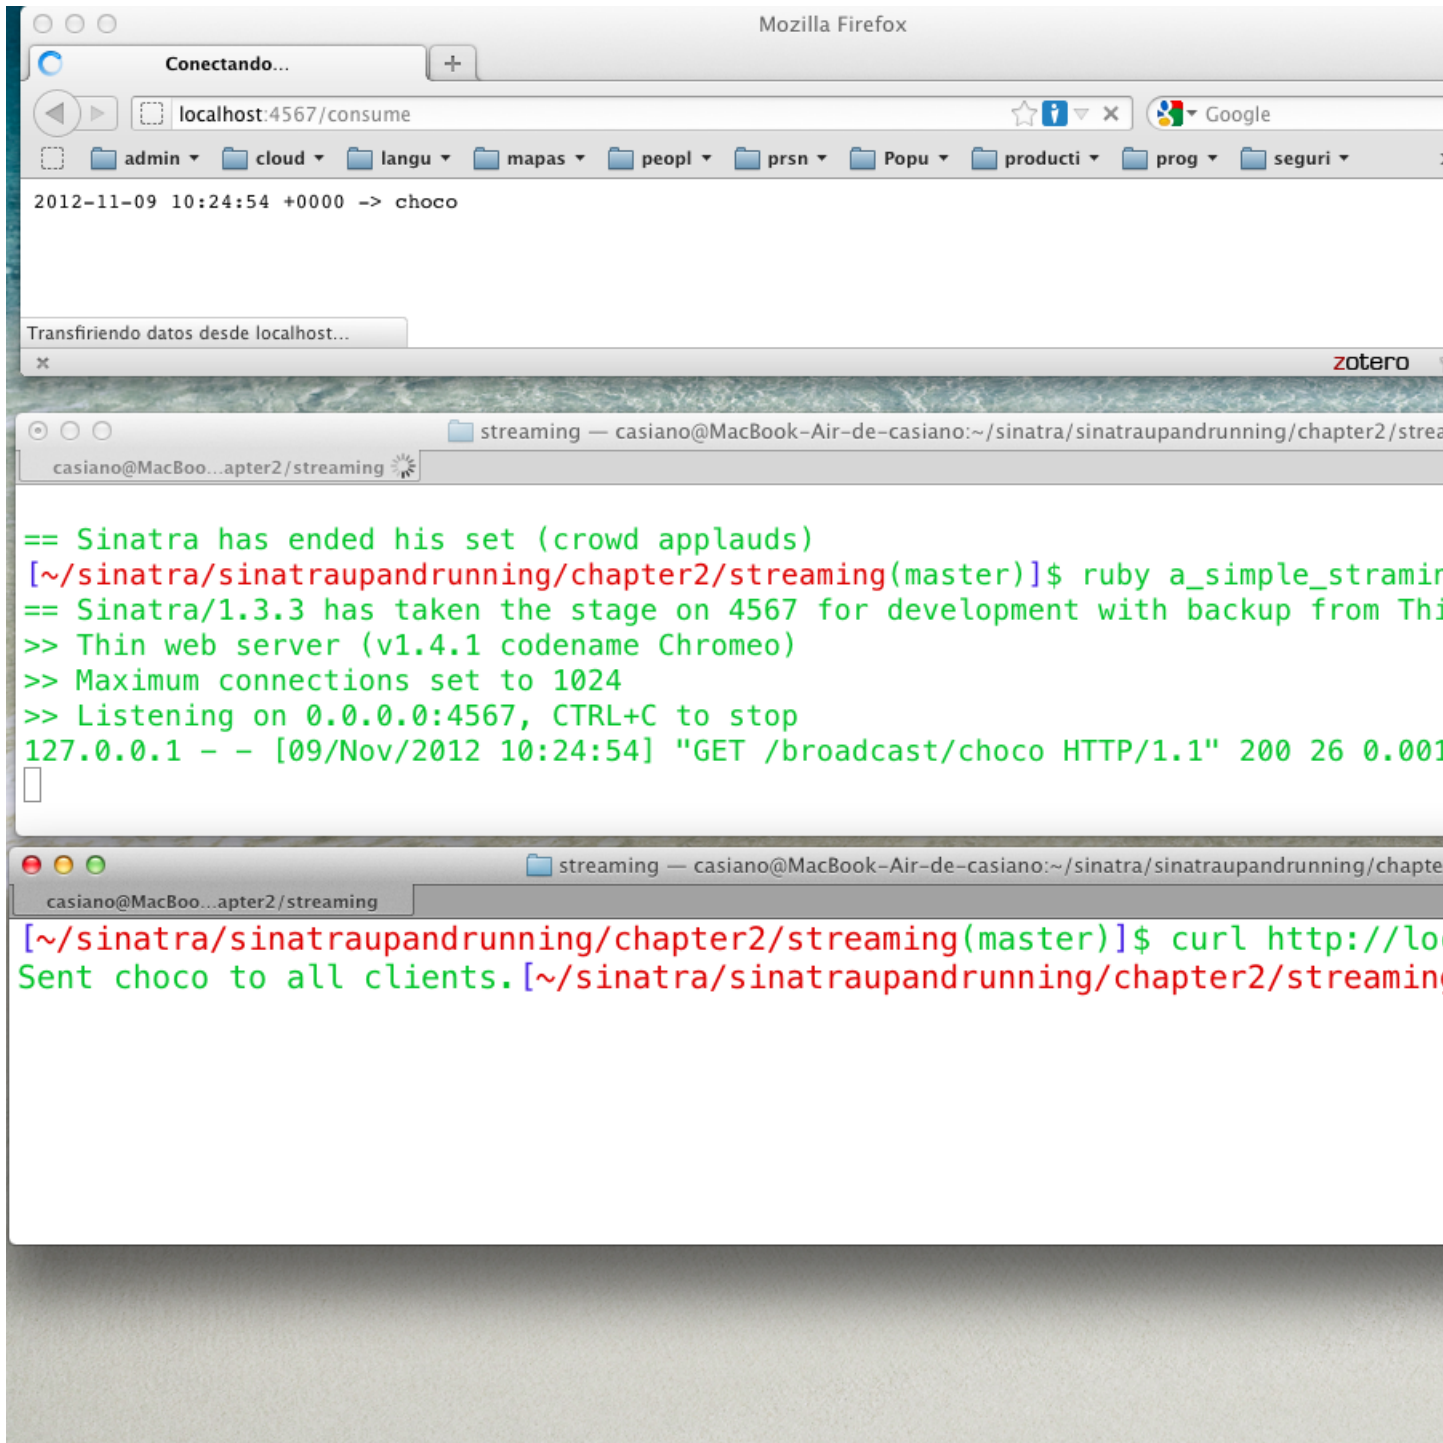 Mozilla Firefox
Conectando...
localhost:4567/consume
Google
admin cloud langu mapas peopl prsn Popu producti prog seguri
2012-11-09 10:24:54 +0000 -> choco
Transfiriendo datos desde localhost...
zotero
streaming — casiano@MacBook-Air-de-casiano:~/sinatra/sinatraupandrunning/chapter2/strea
casiano@MacBoo...apter2/streaming
== Sinatra has ended his set (crowd applauds)
[~/sinatra/sinatraupandrunning/chapter2/streaming(master)]$ ruby a_simple_stramin
== Sinatra/1.3.3 has taken the stage on 4567 for development with backup from Thi
>> Thin web server (v1.4.1 codename Chromeo)
>> Maximum connections set to 1024
>> Listening on 0.0.0.0:4567, CTRL+C to stop
127.0.0.1 - - [09/Nov/2012 10:24:54] "GET /broadcast/choco HTTP/1.1" 200 26 0.001
streaming — casiano@MacBook-Air-de-casiano:~/sinatra/sinatraupandrunning/chapte
casiano@MacBoo...apter2/streaming
[~/sinatra/sinatraupandrunning/chapter2/streaming(master)]$ curl http://lo
Sent choco to all clients.[~/sinatra/sinatraupandrunning/chapter2/streaming